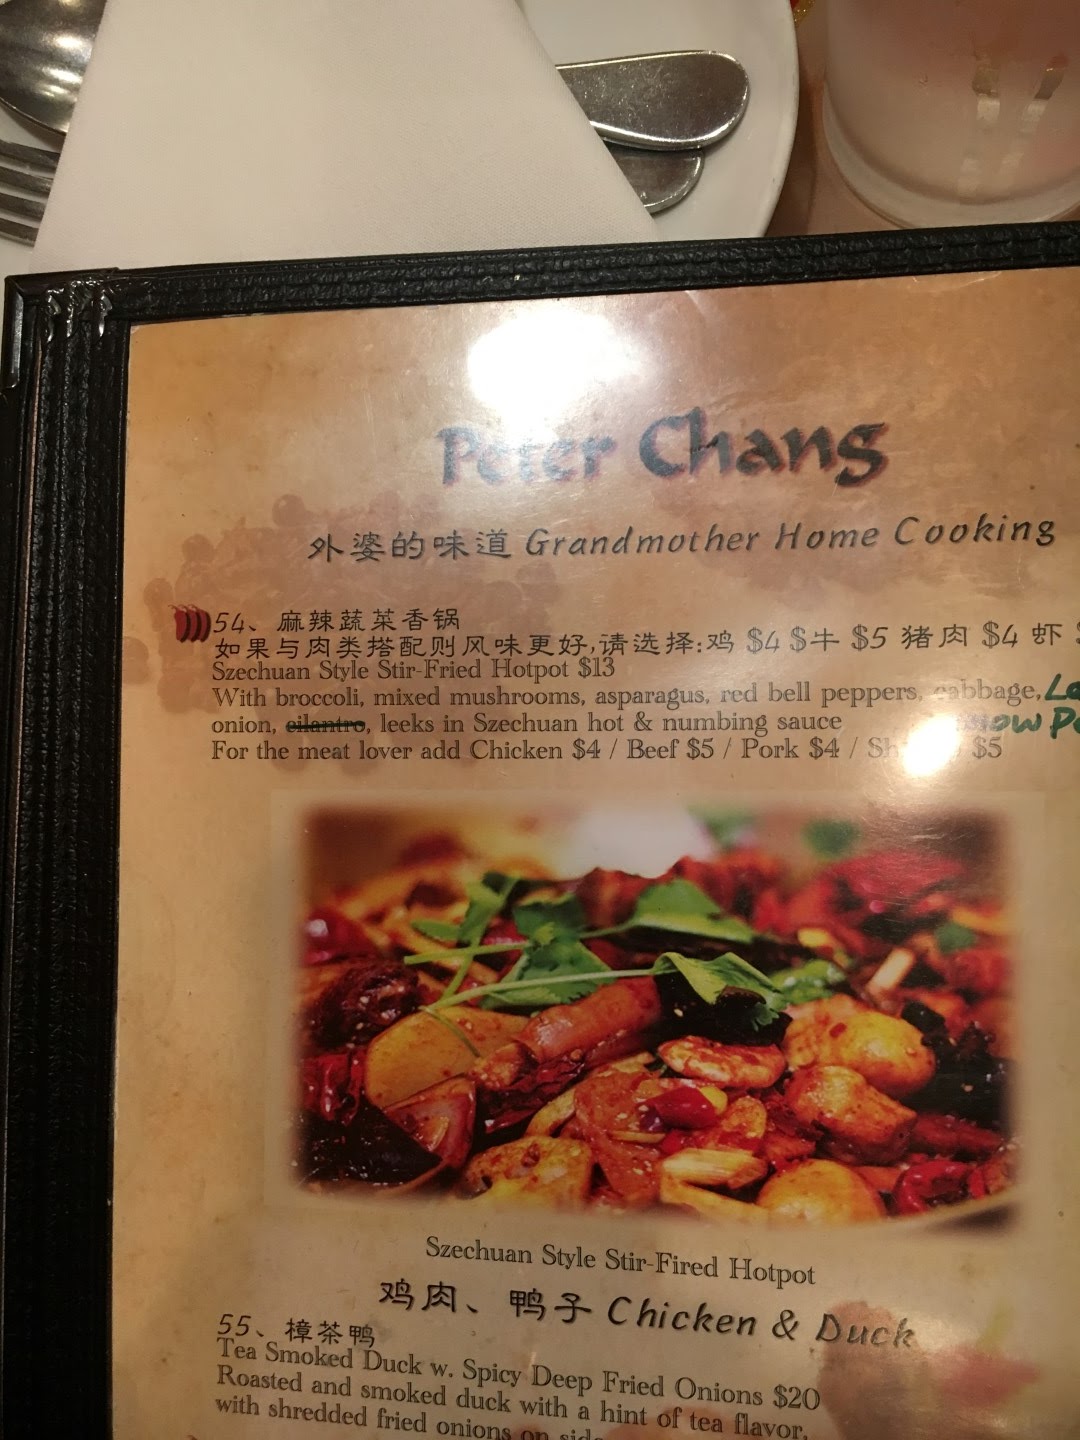 Peter Chang
外婆的味道 Grandmother Home Cooking
54、麻辣蔬菜香锅
如果与肉类搭配则风味更好,请选择:鸡 $4 $牛 $5 猪肉 $4 虾
Szechuan Style Stir-Fried Hotpot $13
With broccoli, mixed mushrooms, asparagus, red bell peppers, cabbage,
onion, cilantro, leeks in Szechuan hot & numbing sauce
For the meat lover add Chicken $4 / Beef $5 / Pork $4 / $5
Szechuan Style Stir-Fired Hotpot
鸡肉、鸭子 Chicken & Duck
55、樟茶鸭
Tea Smoked Duck w. Spicy Deep Fried Onions $20
Roasted and smoked duck with a hint of tea flavor,
with shredded fried onions on side